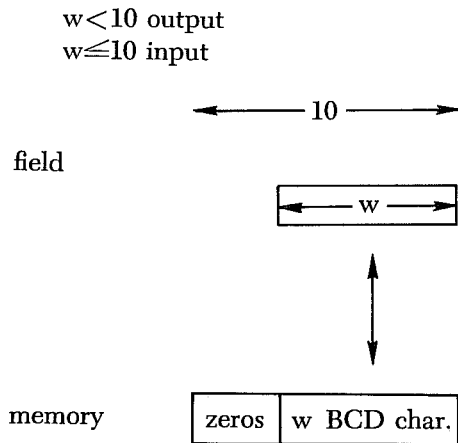 w<10 output
w≦10 input
10
field
w
memory zeros w BCD char.